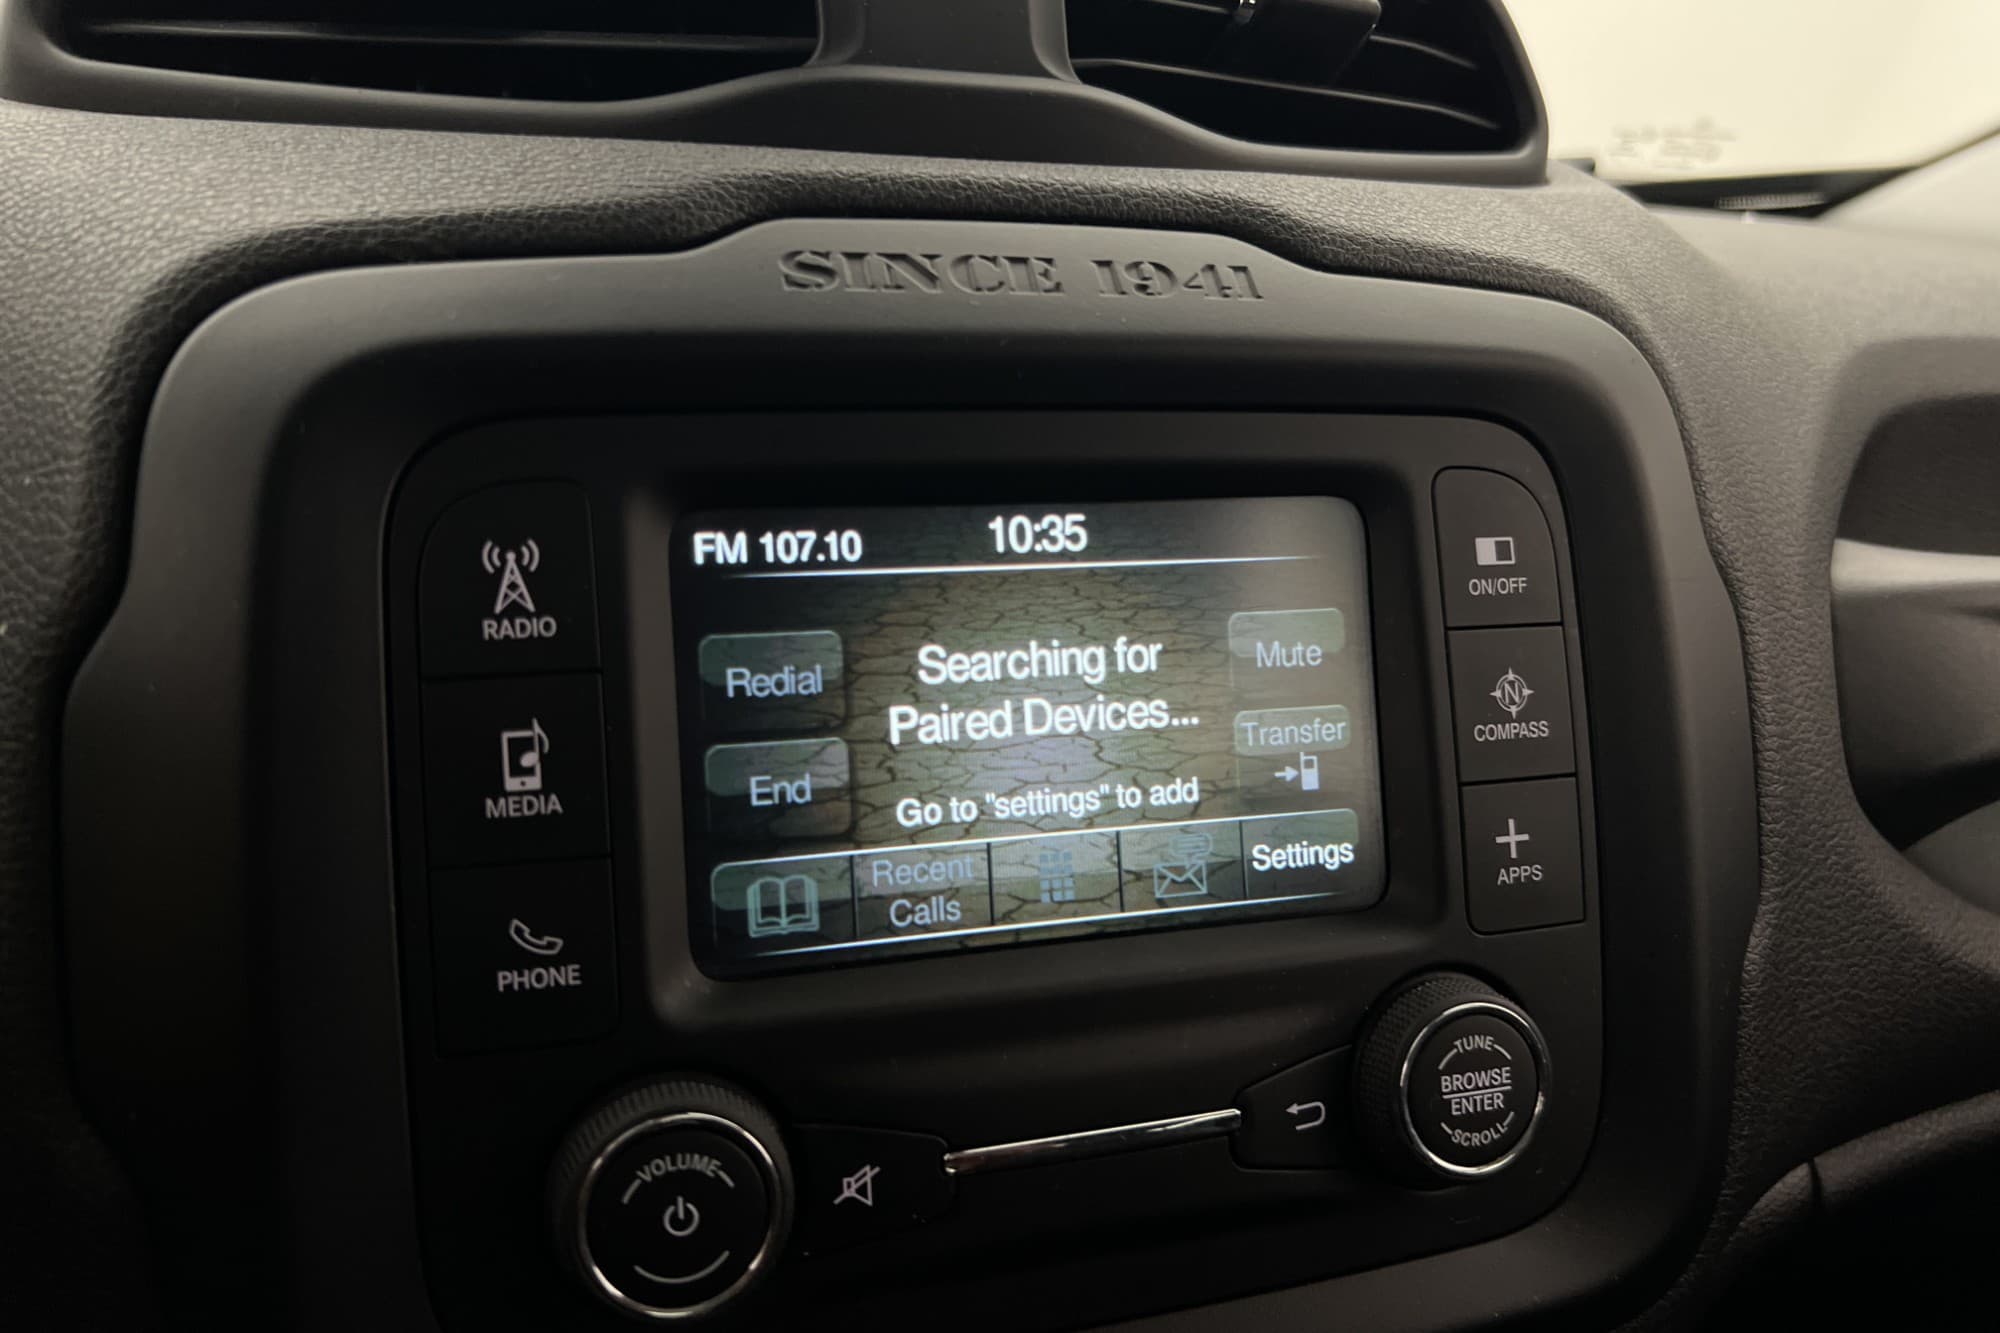 SINCE 1941
FM 107.10 10:35
RADIO
MEDIA
PHONE
Redial
End
Searching for
Paired Devices...
Go to "settings" to add
Mute
Transfer
Recent
Calls
Settings
ON/OFF
N
COMPASS
APPS
VOLUME
TUNE
BROWSE
ENTER
SCROLL